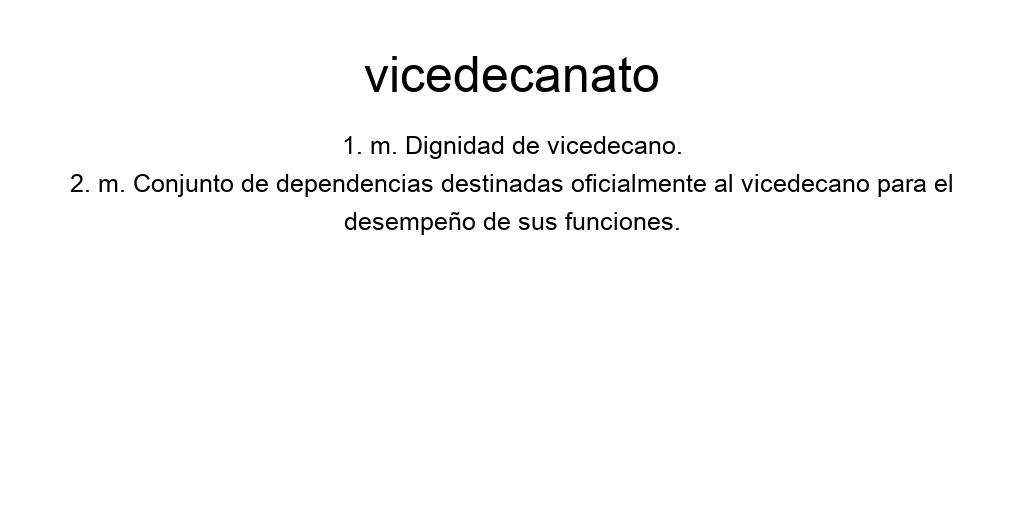 vicedecanato
1. m. Dignidad de vicedecano.
2. m. Conjunto de dependencias destinadas oficialmente al vicedecano para el
desempeño de sus funciones.